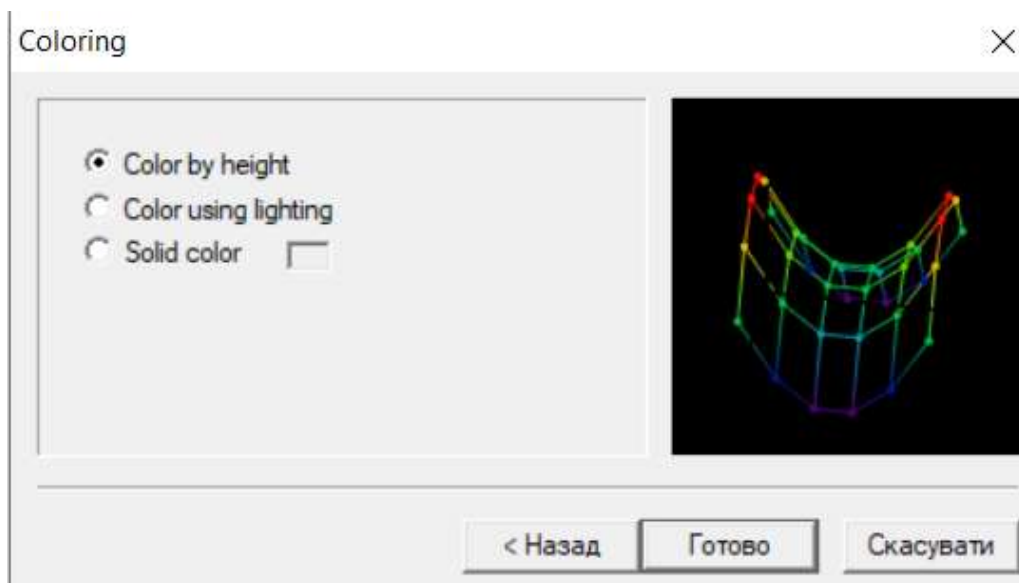 Coloring
Color by height
Color using lighting
Solid color
< Назад
Готово
Скасувати